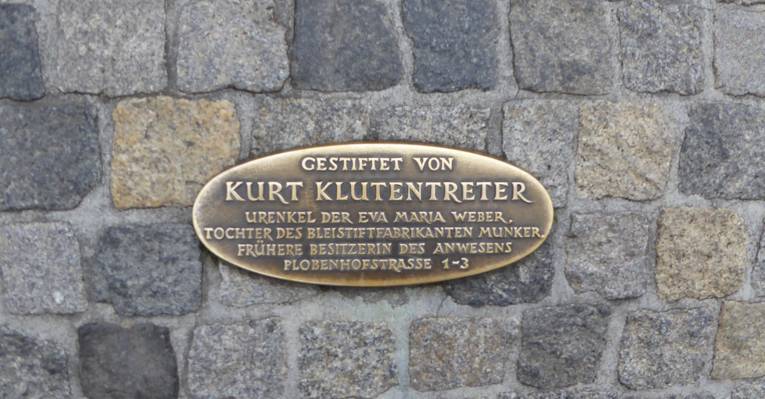 GESTIFTET VON
KURT KLUTENTRETER
URENKEL DER EVA MARIA WEBER,
TOCHTER DES BLEISTIFTFABRIKANTEN MUNKER.
FRÜHERE BESITZERIN DES ANWESENS
PLOBENHOFSTRASSE 1-3